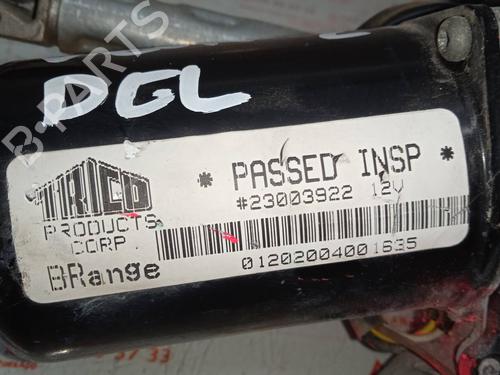 DGL
TRICO
PRODUCTS
CORP.
* PASSED INSP *
#23003922 12V
01202004001635
BRange
B-PARTS